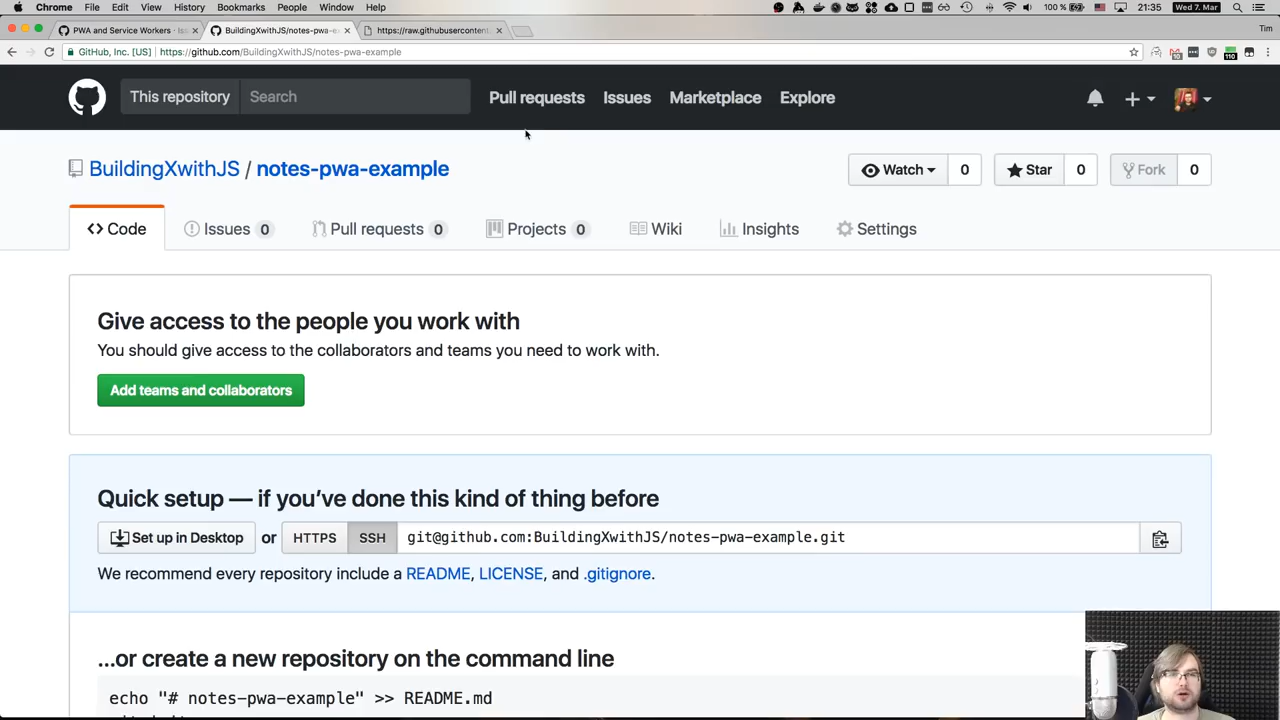 Chrome File Edit View History Bookmarks People Window Help 100 % 21:35 Wed 7. Mar
PWA and Service Workers · Iss × BuildingXwithJS/notes-pwa-exa × https://raw.githubusercontent. × Tim
GitHub, Inc. [US] https://github.com/BuildingXwithJS/notes-pwa-example
This repository Search Pull requests Issues Marketplace Explore
BuildingXwithJS / notes-pwa-example Watch 0 Star 0 Fork 0
Code Issues 0 Pull requests 0 Projects 0 Wiki Insights Settings
Give access to the people you work with
You should give access to the collaborators and teams you need to work with.
Add teams and collaborators
Quick setup — if you’ve done this kind of thing before
Set up in Desktop or HTTPS SSH git@github.com:BuildingXwithJS/notes-pwa-example.git
We recommend every repository include a README, LICENSE, and .gitignore.
…or create a new repository on the command line
echo "# notes-pwa-example" >> README.md